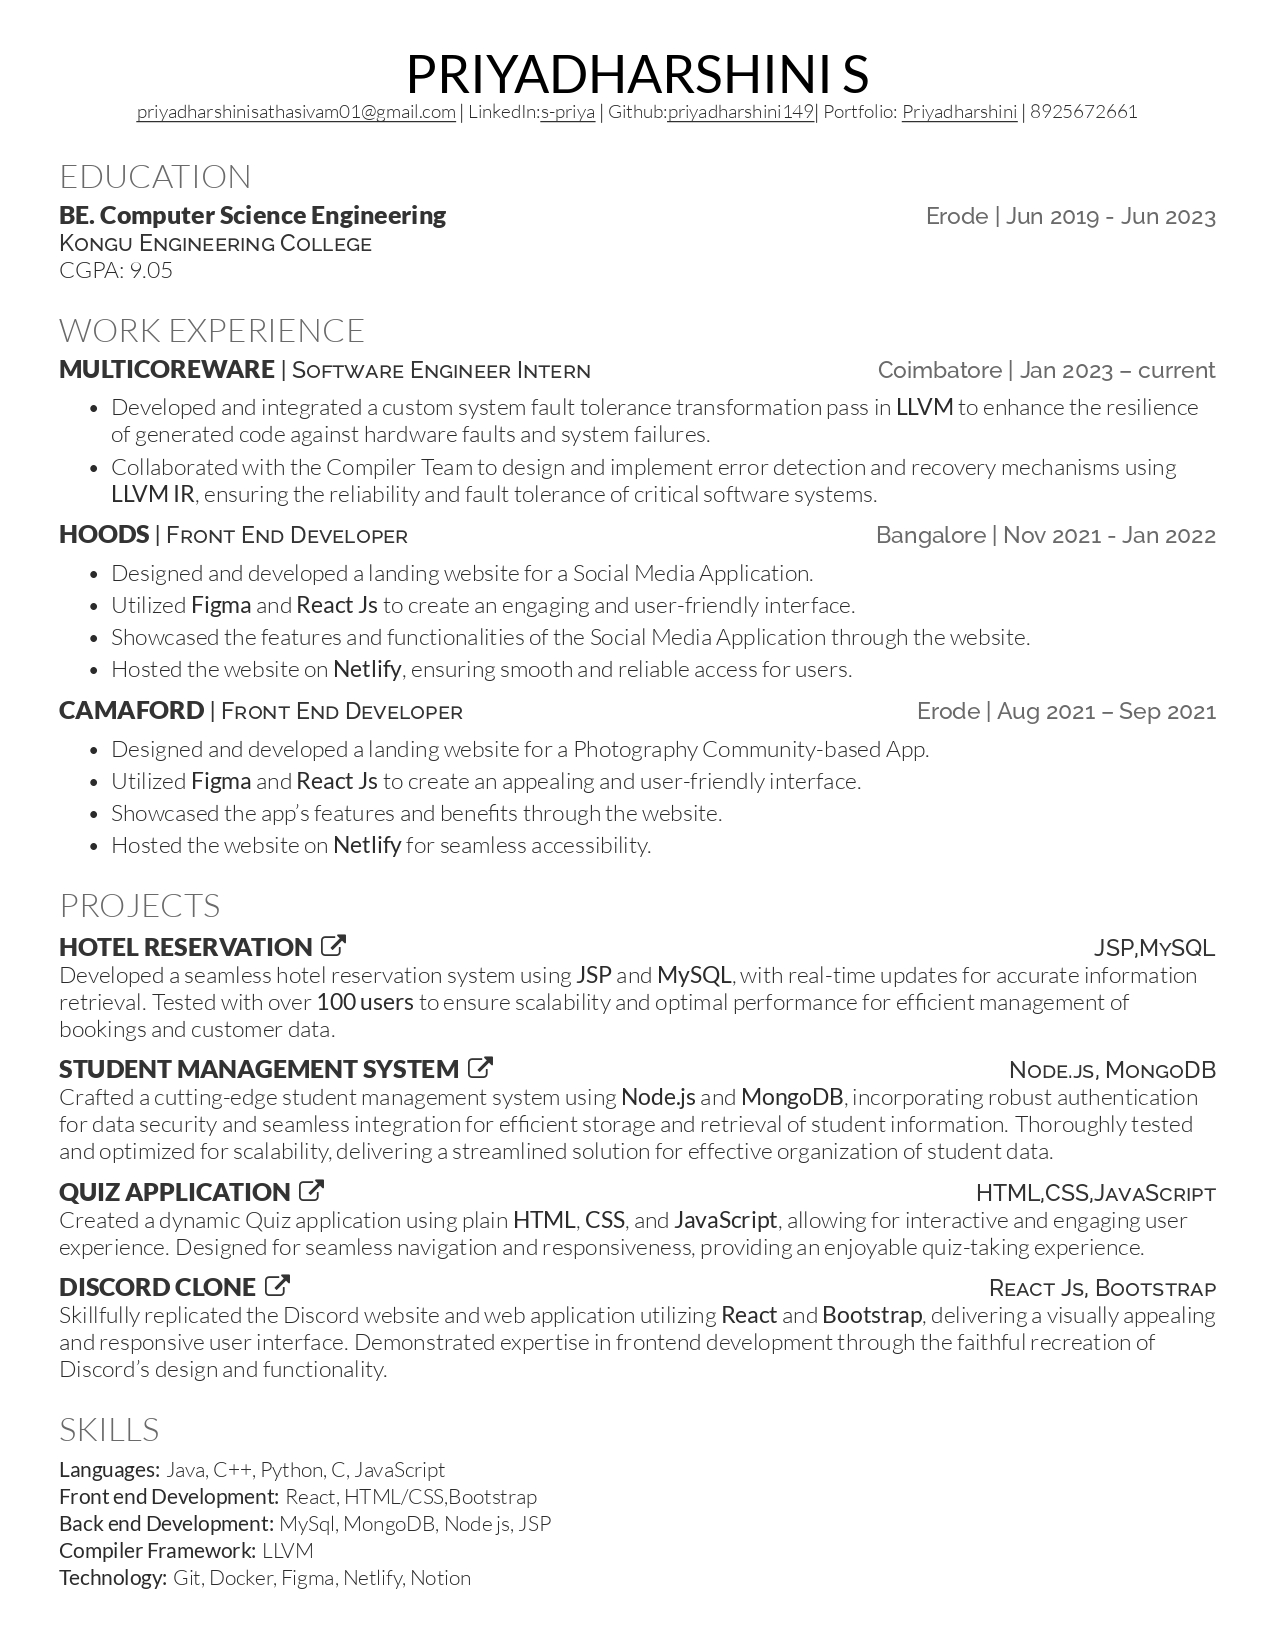 PRIYADHARSHINI S
priyadharshinisathasivam01@gmail.com | LinkedIn:s-priya | Github:priyadharshini149| Portfolio: Priyadharshini | 8925672661
EDUCATION
BE. Computer Science Engineering Erode | Jun 2019 - Jun 2023
Kongu Engineering College
CGPA: 9.05
WORK EXPERIENCE
MULTICOREWARE | Software Engineer Intern Coimbatore | Jan 2023 – current
• Developed and integrated a custom system fault tolerance transformation pass in LLVM to enhance the resilience
of generated code against hardware faults and system failures.
• Collaborated with the Compiler Team to design and implement error detection and recovery mechanisms using
LLVM IR, ensuring the reliability and fault tolerance of critical software systems.
HOODS | Front End Developer Bangalore | Nov 2021 - Jan 2022
• Designed and developed a landing website for a Social Media Application.
• Utilized Figma and React Js to create an engaging and user-friendly interface.
• Showcased the features and functionalities of the Social Media Application through the website.
• Hosted the website on Netlify, ensuring smooth and reliable access for users.
CAMAFORD | Front End Developer Erode | Aug 2021 – Sep 2021
• Designed and developed a landing website for a Photography Community-based App.
• Utilized Figma and React Js to create an appealing and user-friendly interface.
• Showcased the app’s features and benefits through the website.
• Hosted the website on Netlify for seamless accessibility.
PROJECTS
HOTEL RESERVATION JSP,MySQL
Developed a seamless hotel reservation system using JSP and MySQL, with real-time updates for accurate information
retrieval. Tested with over 100 users to ensure scalability and optimal performance for efficient management of
bookings and customer data.
STUDENT MANAGEMENT SYSTEM Node.js, MongoDB
Crafted a cutting-edge student management system using Node.js and MongoDB, incorporating robust authentication
for data security and seamless integration for efficient storage and retrieval of student information. Thoroughly tested
and optimized for scalability, delivering a streamlined solution for effective organization of student data.
QUIZ APPLICATION HTML,CSS,JavaScript
Created a dynamic Quiz application using plain HTML, CSS, and JavaScript, allowing for interactive and engaging user
experience. Designed for seamless navigation and responsiveness, providing an enjoyable quiz-taking experience.
DISCORD CLONE React Js, Bootstrap
Skillfully replicated the Discord website and web application utilizing React and Bootstrap, delivering a visually appealing
and responsive user interface. Demonstrated expertise in frontend development through the faithful recreation of
Discord’s design and functionality.
SKILLS
Languages: Java, C++, Python, C, JavaScript
Front end Development: React, HTML/CSS,Bootstrap
Back end Development: MySql, MongoDB, Node js, JSP
Compiler Framework: LLVM
Technology: Git, Docker, Figma, Netlify, Notion